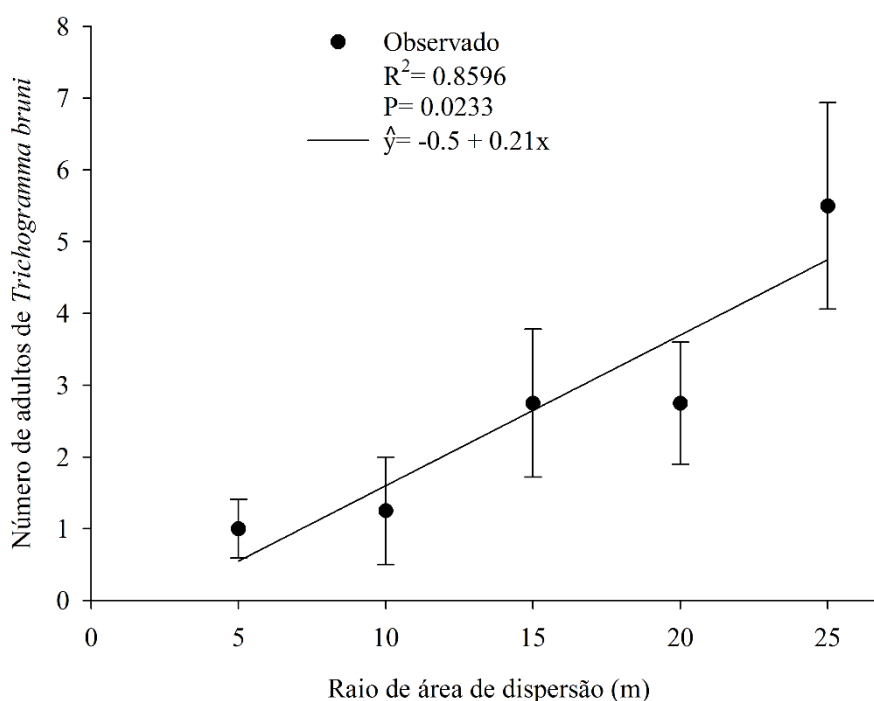 8
7
6
5
4
3
2
1
0
Número de adultos de Trichogramma bruni
Observado
R²= 0.8596
P= 0.0233
ŷ= -0.5 + 0.21x
0 5 10 15 20 25
Raio de área de dispersão (m)